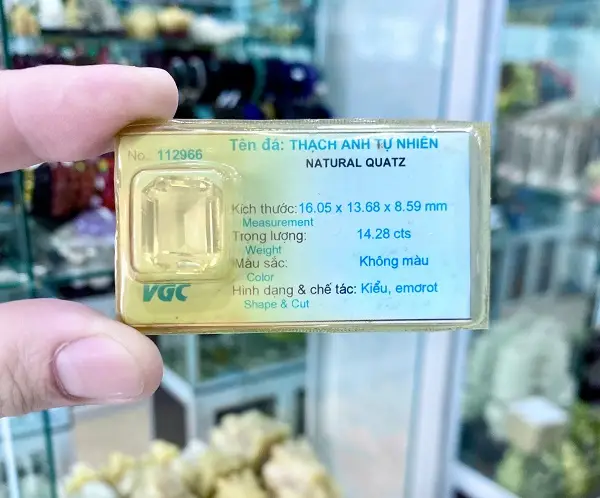 No. 112966
Tên đá: THẠCH ANH TỰ NHIÊN
NATURAL QUATZ
Kích thước: 16.05 x 13.68 x 8.59 mm
Measurement
Trọng lượng: 14.28 cts
Weight
Màu sắc: Không màu
Color
Hình dạng & chế tác: Kiểu, emơrot
Shape & Cut
VGC